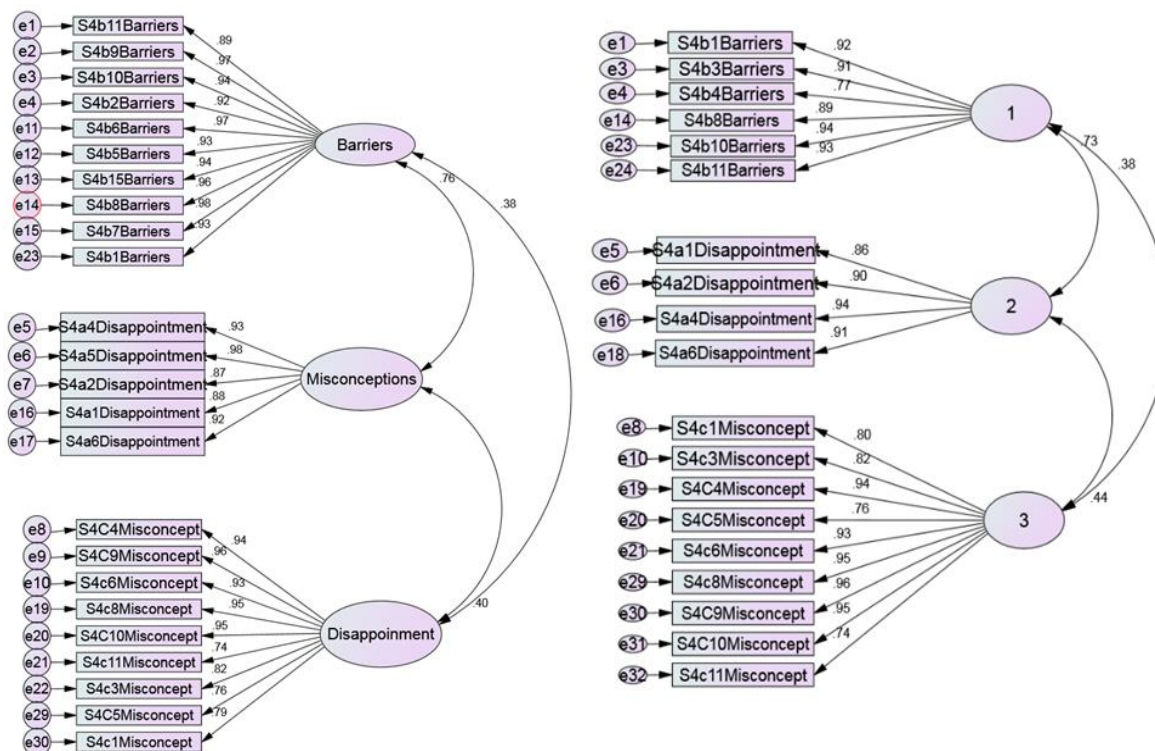 e1 S4b11Barriers .89
e2 S4b9Barriers .97
e3 S4b10Barriers .94
e4 S4b2Barriers .92
e11 S4b6Barriers .97
e12 S4b5Barriers .93
e13 S4b15Barriers .94
e14 S4b8Barriers .96
e15 S4b7Barriers .98
e23 S4b1Barriers .93
Barriers
.76
.38
e5 S4a4Disappointment .93
e6 S4a5Disappointment .98
e7 S4a2Disappointment .87
e16 S4a1Disappointment .88
e17 S4a6Disappointment .92
Misconceptions
e8 S4C4Misconcept .94
e9 S4C9Misconcept .96
e10 S4c6Misconcept .93
e19 S4c8Misconcept .95
e20 S4C10Misconcept .95
e21 S4c11Misconcept .74
e22 S4c3Misconcept .82
e29 S4C5Misconcept .76
e30 S4c1Misconcept .79
Disappoinment
.40
e1 S4b1Barriers .92
e3 S4b3Barriers .91
e4 S4b4Barriers .77
e14 S4b8Barriers .89
e23 S4b10Barriers .94
e24 S4b11Barriers .93
1
.73
.38
e5 S4a1Disappointment .86
e6 S4a2Disappointment .90
e16 S4a4Disappointment .94
e18 S4a6Disappointment .91
2
e8 S4c1Misconcept .80
e10 S4c3Misconcept .82
e19 S4C4Misconcept .94
e20 S4C5Misconcept .76
e21 S4c6Misconcept .93
e29 S4c8Misconcept .95
e30 S4C9Misconcept .96
e31 S4C10Misconcept .95
e32 S4c11Misconcept .74
3
.44